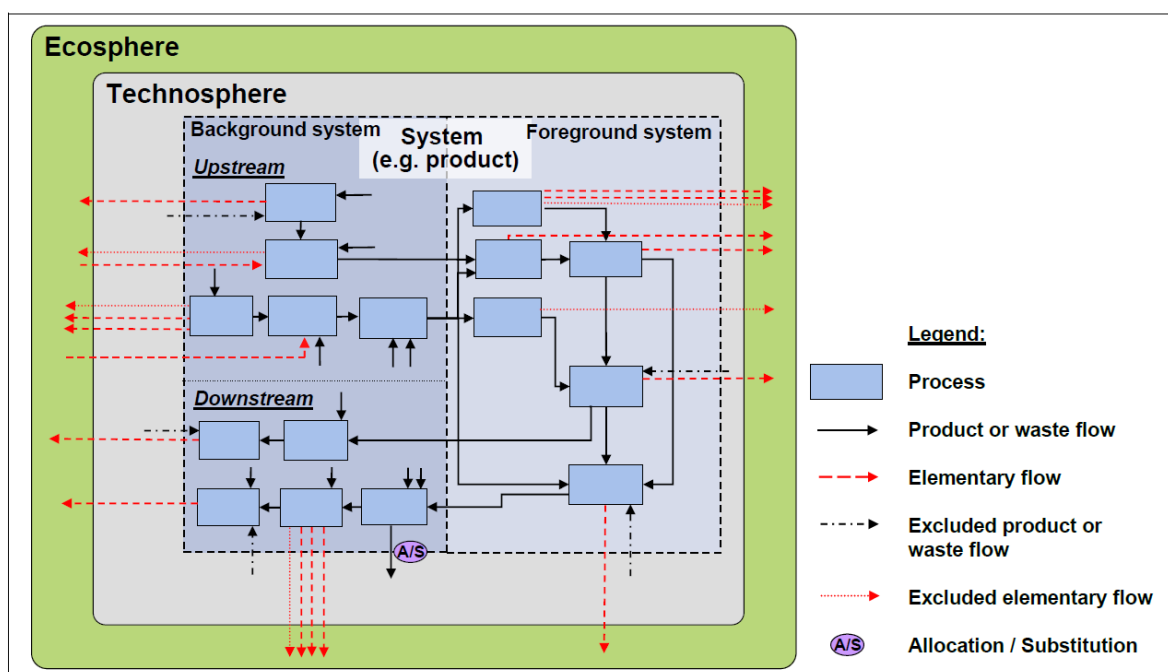 Ecosphere
Technosphere
Background system
System
(e.g. product)
Foreground system
Upstream
Downstream
A/S
Legend:
Process
Product or waste flow
Elementary flow
Excluded product or
waste flow
Excluded elementary flow
A/S
Allocation / Substitution